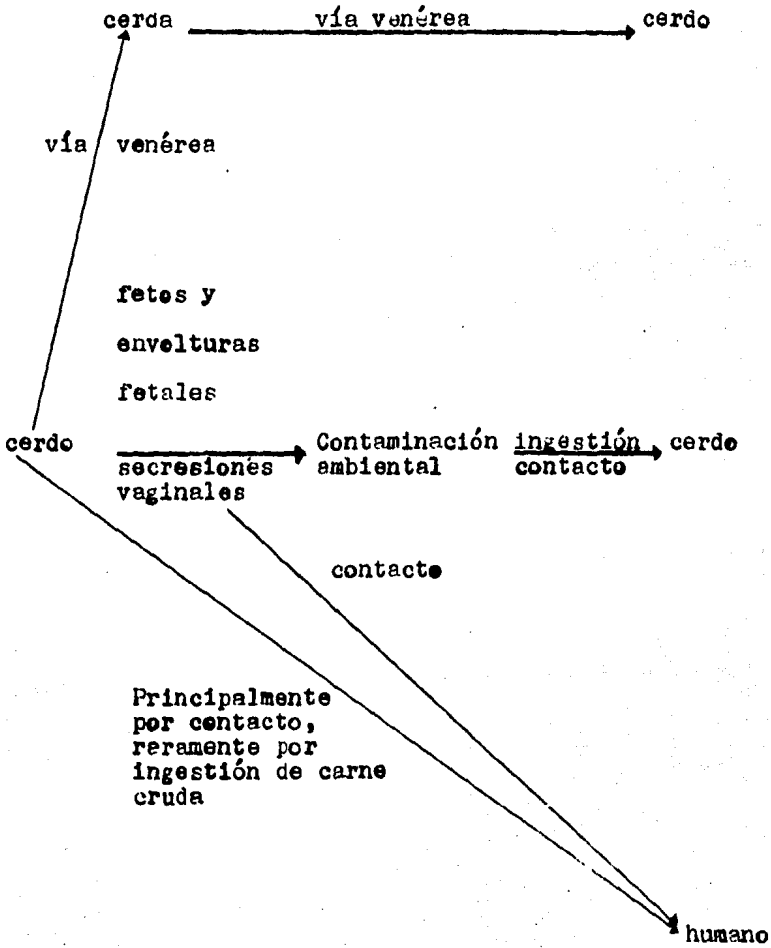 cerda vía venérea cerdo
vía venérea
fetos y
envolturas
fetales
cerdo Contaminación ingestión cerdo
secresiones ambiental contacto
vaginales
contacto
Principalmente
por contacto,
raramente por
ingestión de carne
cruda
humano